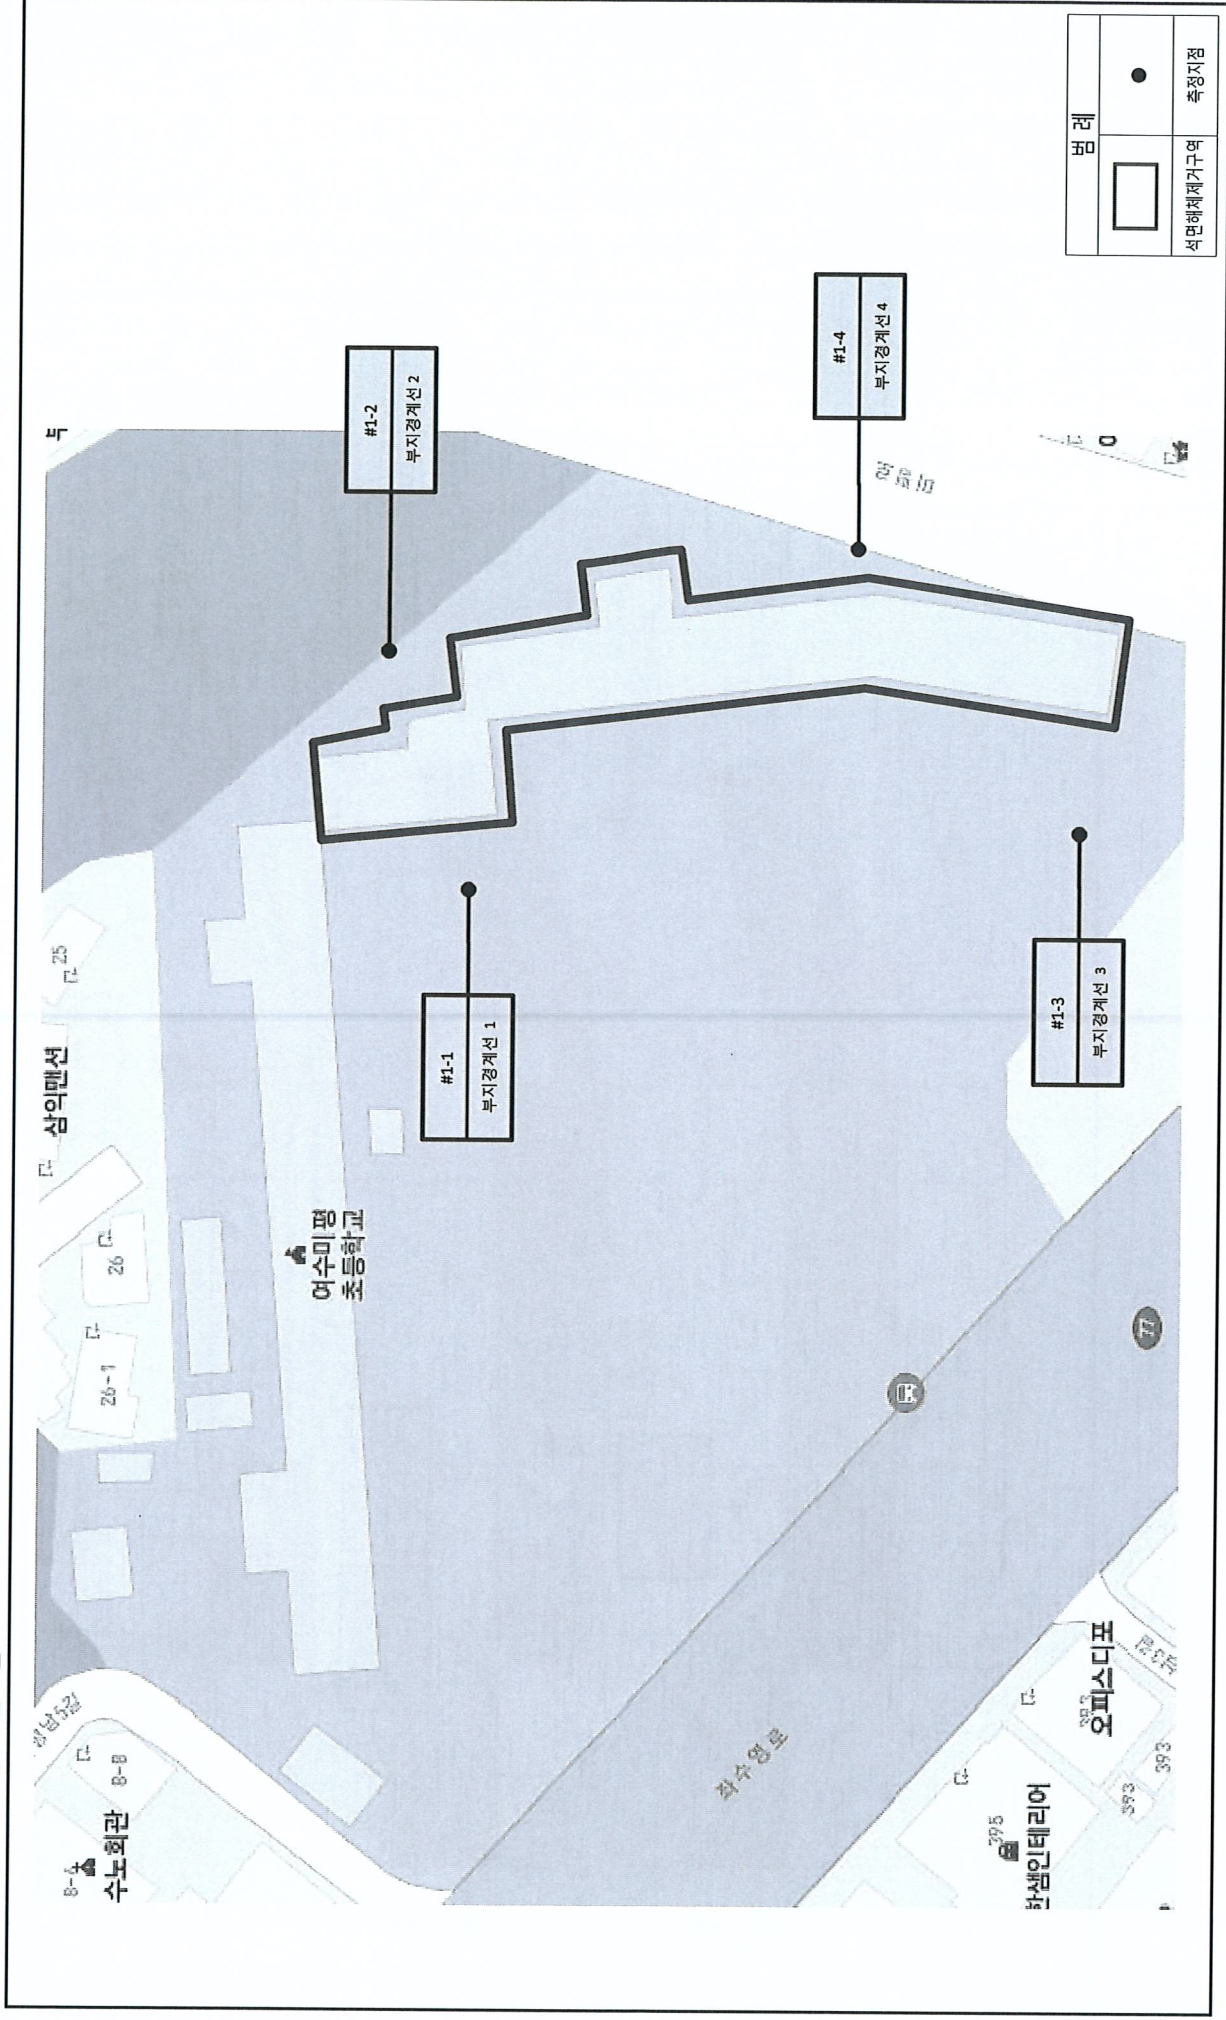 수노회관
8-8
26-1
26
삼익맨션
25
여수미평
초등학교
#1-1
부지경계선 1
#1-2
부지경계선 2
#1-3
부지경계선 3
#1-4
부지경계선 4
좌수영로
77
395
한샘인테리어
오피스디포
393
393
범 례
석면해체제거구역
측정지점